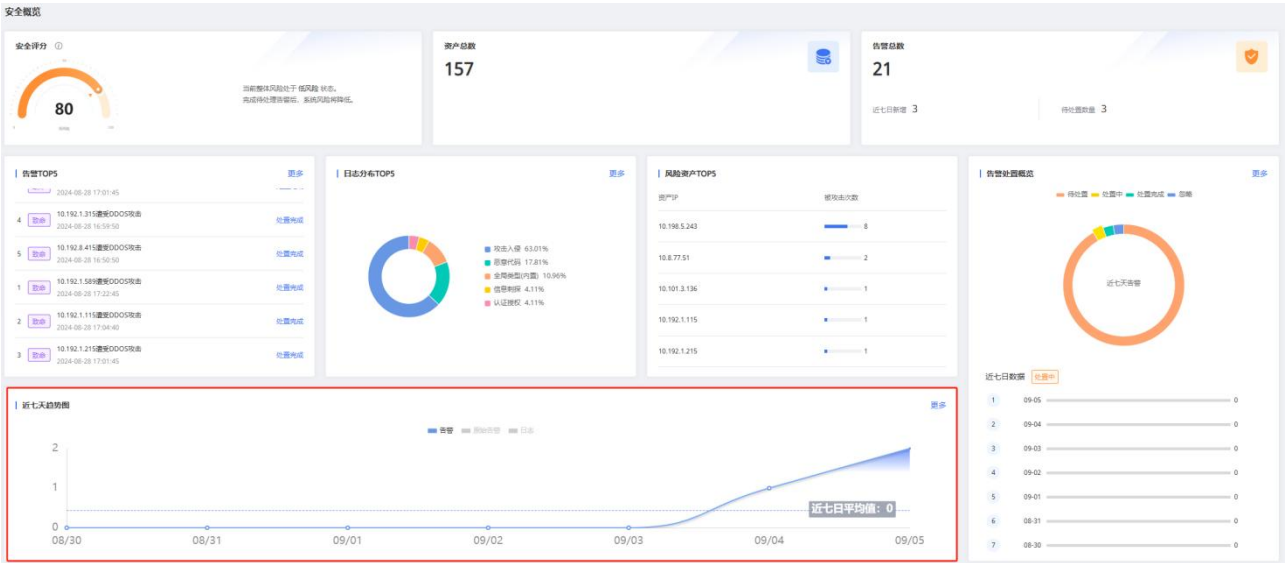 安全概览
安全评分
80
当前整体风险处于 低风险 状态。
完成待处理告警后,系统风险将降低。
资产总数
157
告警总数
21
近七日新增 3
待处置数量 3
告警TOP5 更多
2024-08-28 17:01:45
4 致命 10.192.1.315遭受DDOS攻击 处置完成
2024-08-28 16:59:50
5 致命 10.192.8.415遭受DDOS攻击 处置完成
2024-08-28 16:50:50
1 致命 10.192.1.589遭受DDOS攻击 处置完成
2024-08-28 17:22:45
2 致命 10.192.1.115遭受DDOS攻击 处置完成
2024-08-28 17:04:40
3 致命 10.192.1.215遭受DDOS攻击 处置完成
2024-08-28 17:01:45
日志分布TOP5 更多
攻击入侵 63.01%
恶意代码 17.81%
全局类型(内置) 10.96%
信息刺探 4.11%
认证授权 4.11%
风险资产TOP5 更多
资产IP 被攻击次数
10.198.5.243 8
10.8.77.51 2
10.101.3.136 1
10.192.1.115 1
10.192.1.215 1
告警处置概览 更多
待处置 处置中 处置完成 忽略
近七天告警
近七日数据 处置中
1 09-05 0
2 09-04 0
3 09-03 0
4 09-02 0
5 09-01 0
6 08-31 0
7 08-30 0
近七天趋势图 更多
告警 原始告警 日志
2
1
0
近七日平均值:0
08/30 08/31 09/01 09/02 09/03 09/04 09/05